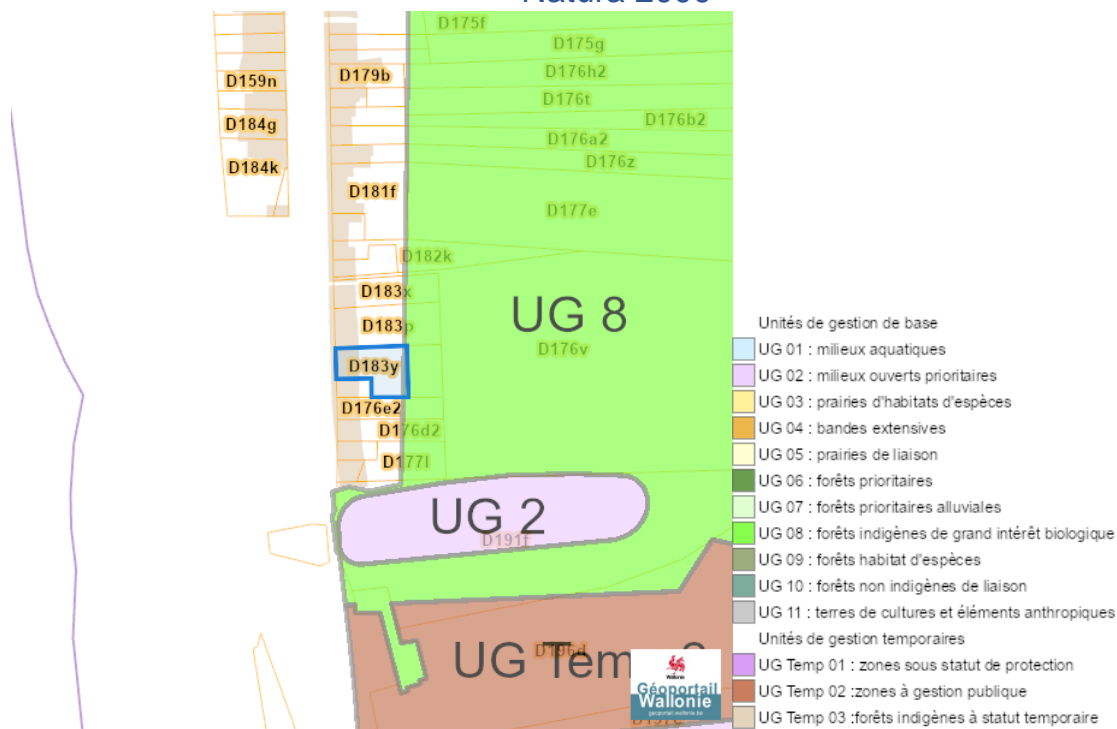 D175f
D175g
D159n
D179b
D176h2
D176t
D176b2
D184g
D176a2
D176z
D184k
D181f
D177e
D182k
D183x
UG 8
D183p
D176v
D183y
D176e2
D176d2
D177l
UG 2
D191f
D196d
Wallonie
Géoportail
Wallonie
geoportail.wallonie.be
Unités de gestion de base
UG 01 : milieux aquatiques
UG 02 : milieux ouverts prioritaires
UG 03 : prairies d'habitats d'espèces
UG 04 : bandes extensives
UG 05 : prairies de liaison
UG 06 : forêts prioritaires
UG 07 : forêts prioritaires alluviales
UG 08 : forêts indigènes de grand intérêt biologique
UG 09 : forêts habitat d'espèces
UG 10 : forêts non indigènes de liaison
UG 11 : terres de cultures et éléments anthropiques
Unités de gestion temporaires
UG Temp 01 : zones sous statut de protection
UG Temp 02 :zones à gestion publique
UG Temp 03 :forêts indigènes à statut temporaire